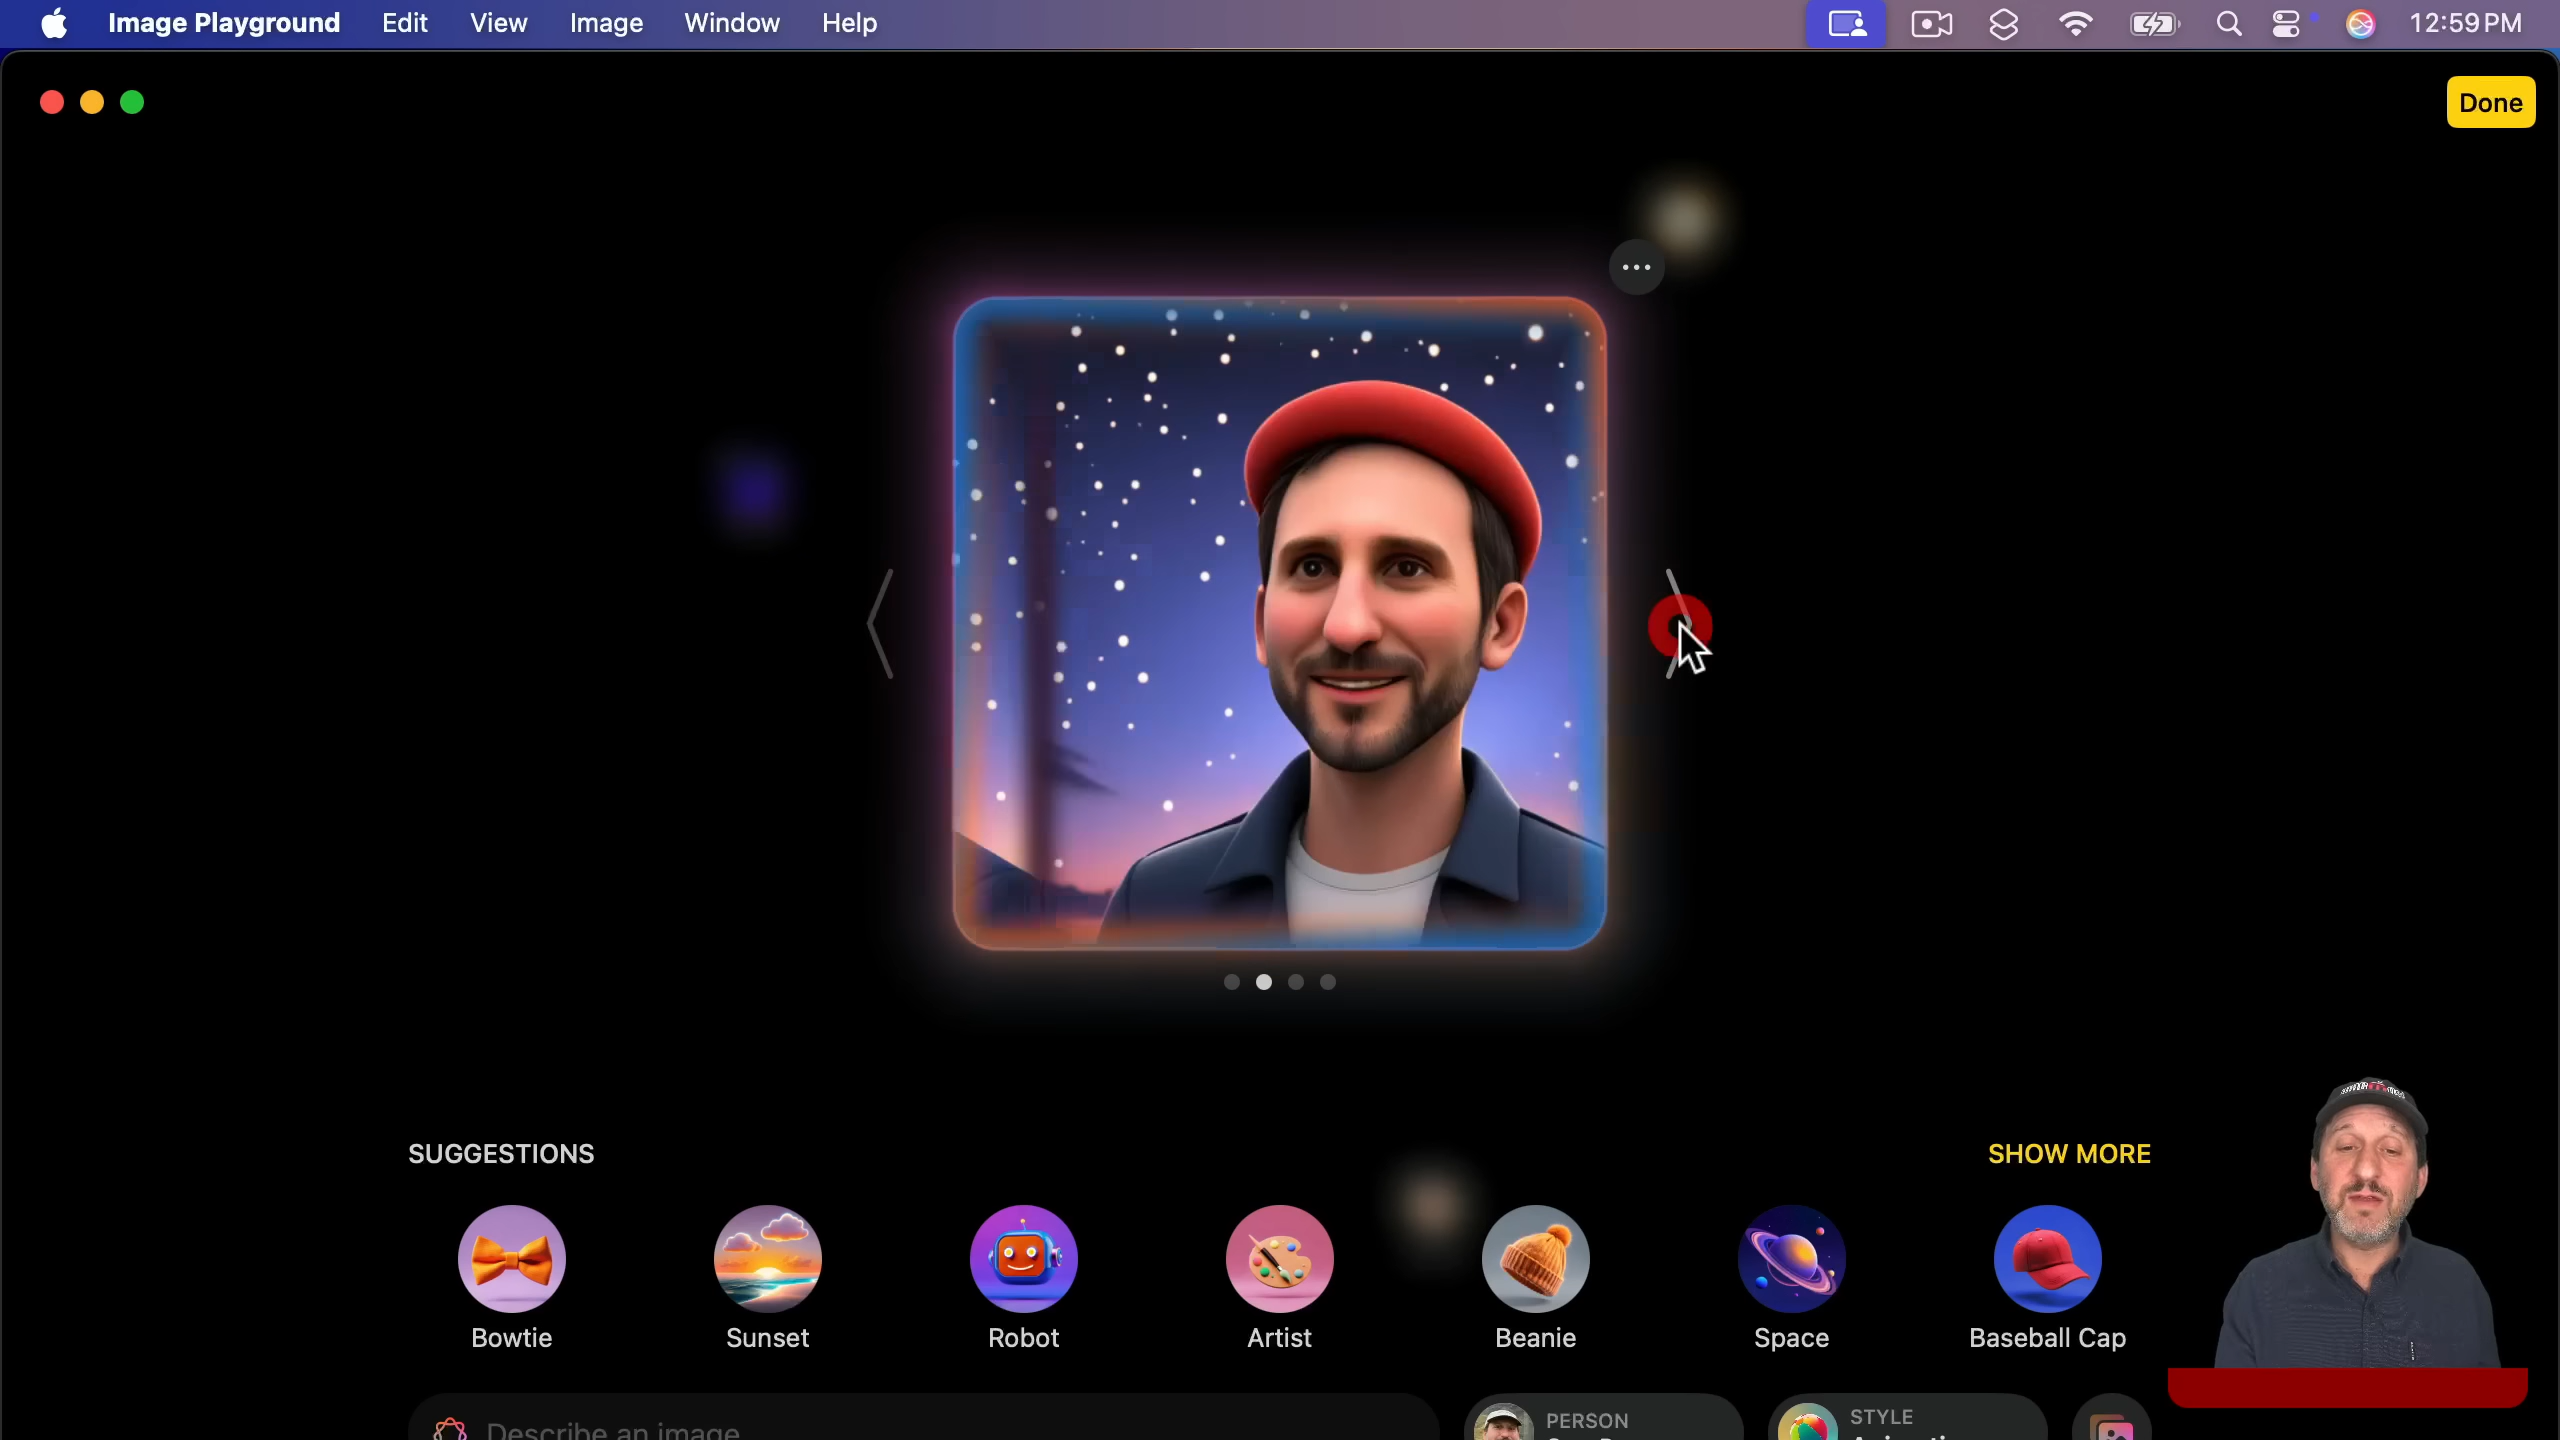 Image Playground Edit View Image Window Help 12:59 PM
Done
SUGGESTIONS SHOW MORE
Bowtie Sunset Robot Artist Beanie Space Baseball Cap
Describe an image
PERSON STYLE